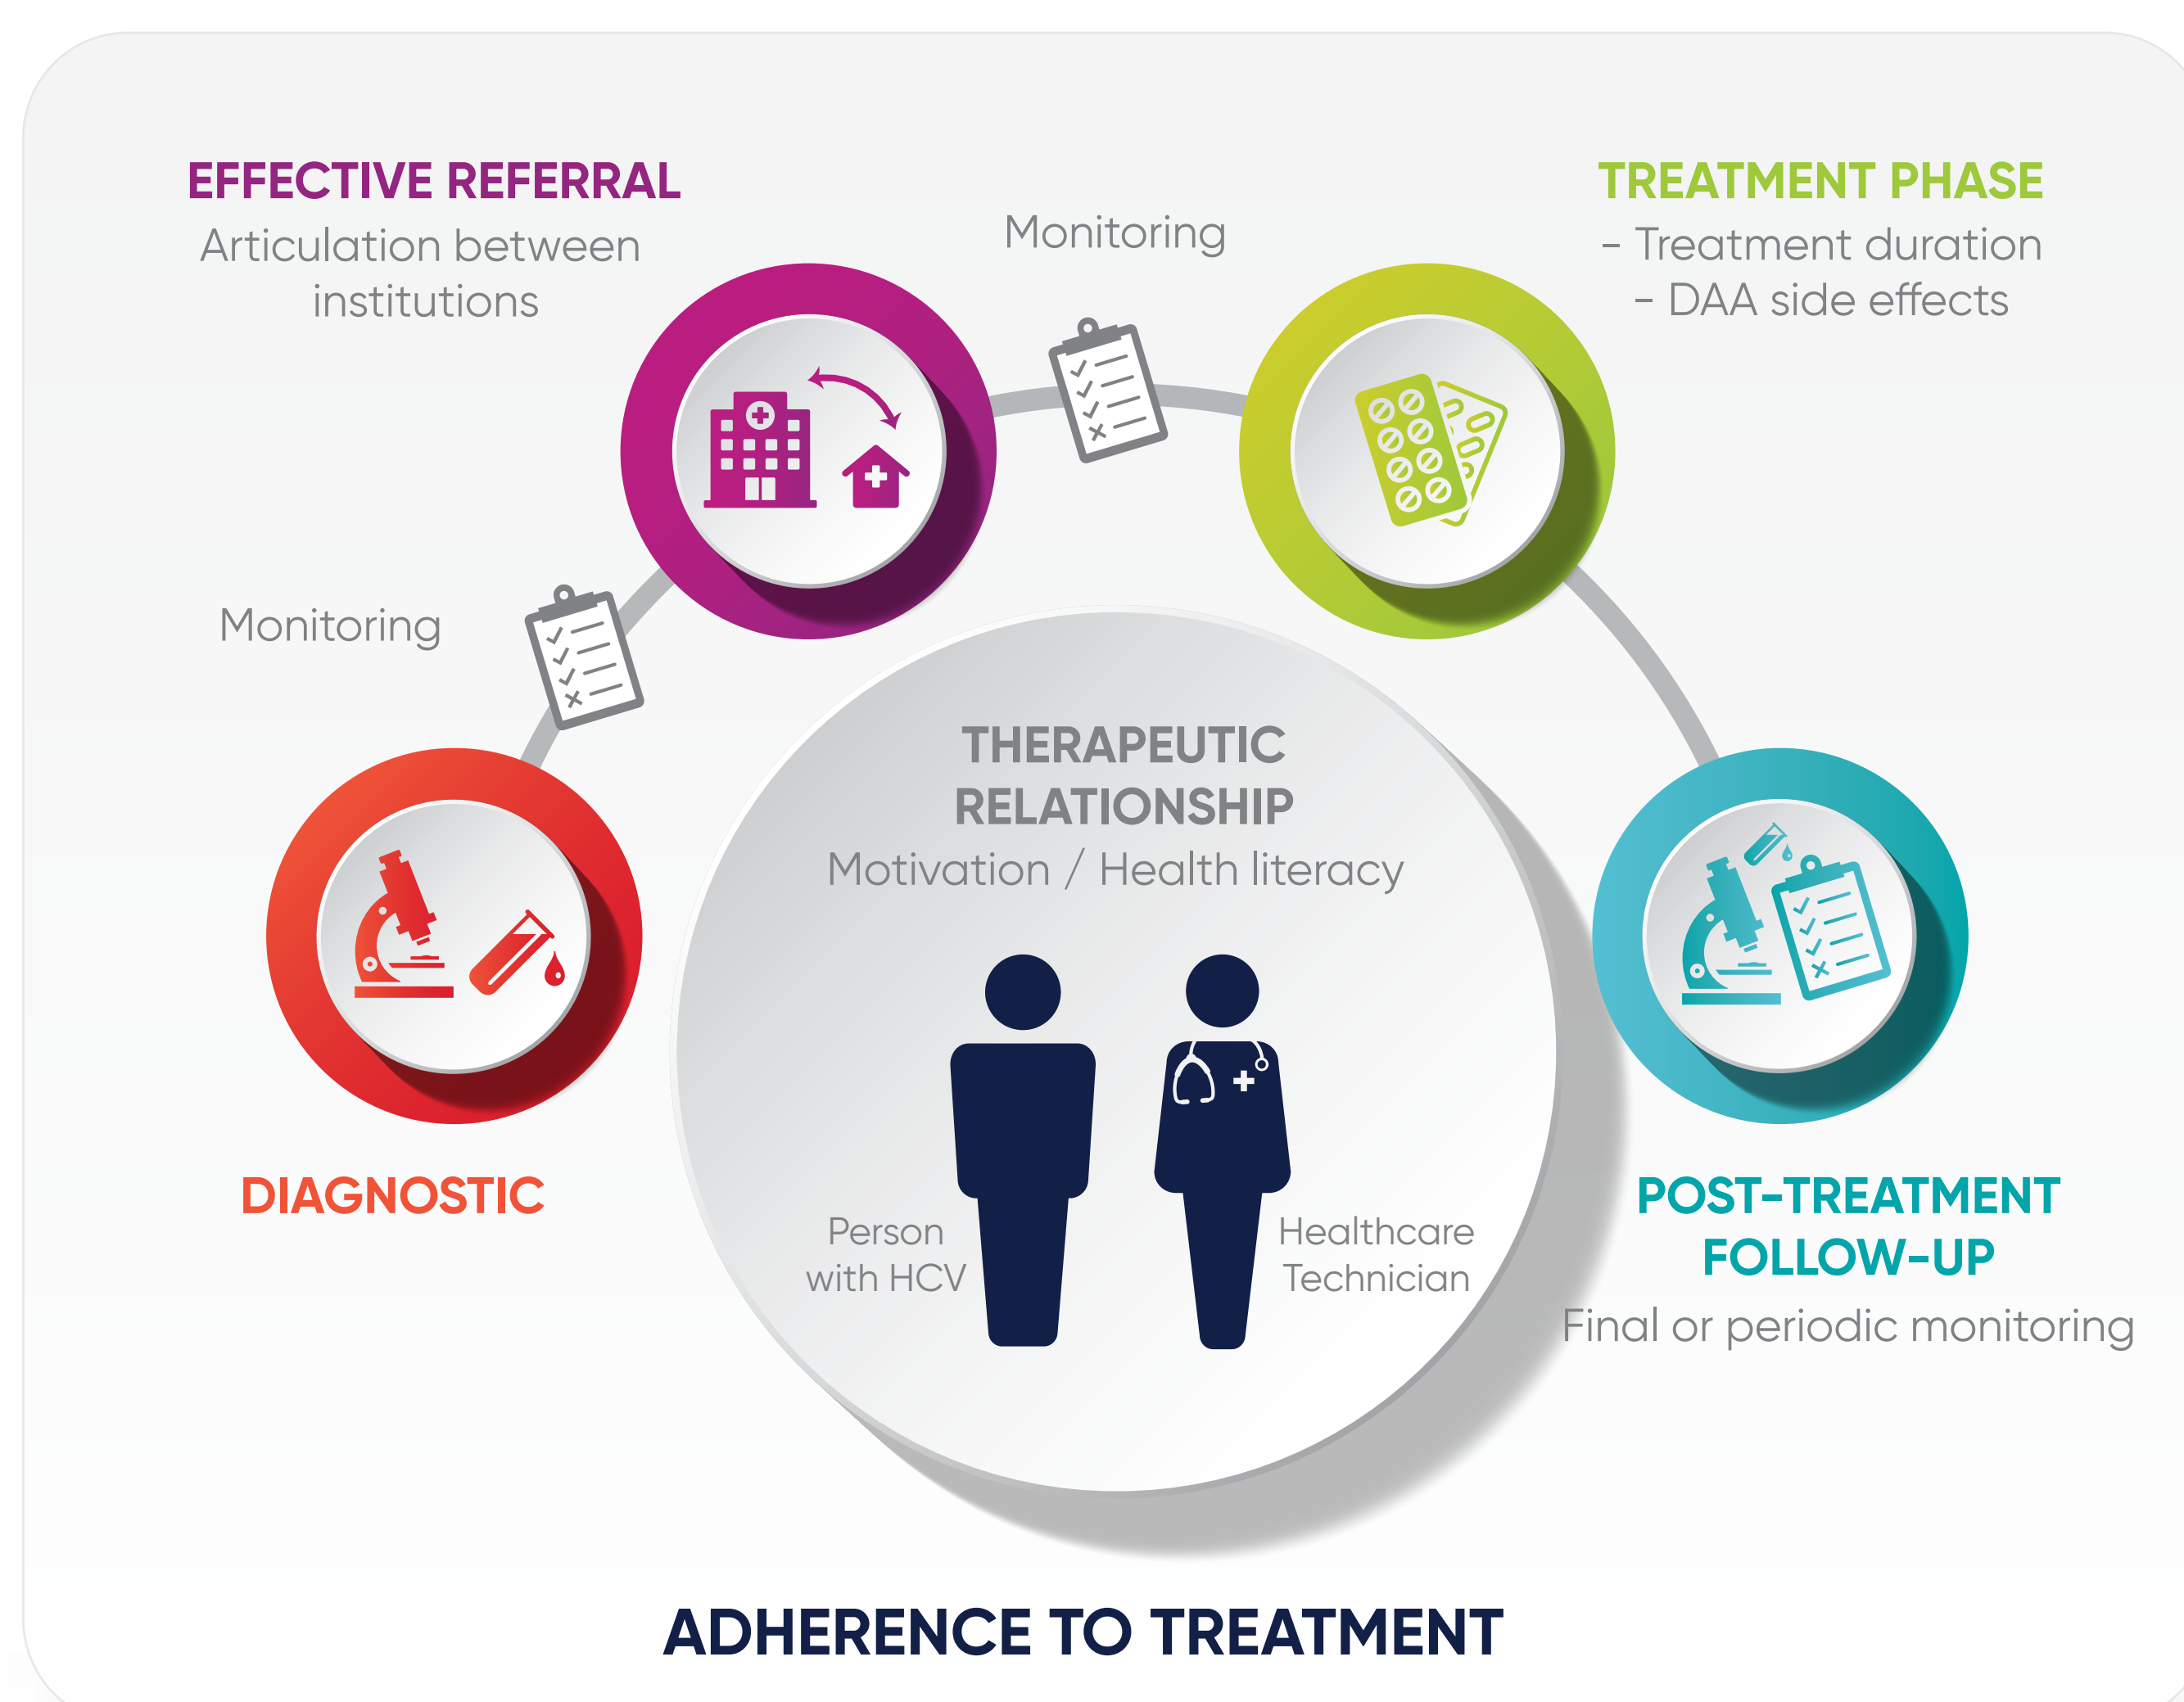 EFFECTIVE REFERRAL
Articulation between
institutions
Monitoring
TREATMENT PHASE
- Treatment duration
- DAA side effects
Monitoring
THERAPEUTIC
RELATIONSHIP
Motivation / Health literacy
Person
with HCV
Healthcare
Technician
DIAGNOSTIC
POST-TREATMENT
FOLLOW-UP
Final or periodic monitoring
ADHERENCE TO TREATMENT